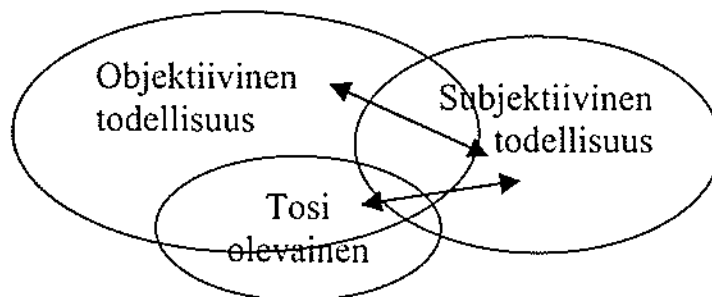 Objektiivinen
todellisuus
Subjektiivinen
todellisuus
Tosi
olevainen